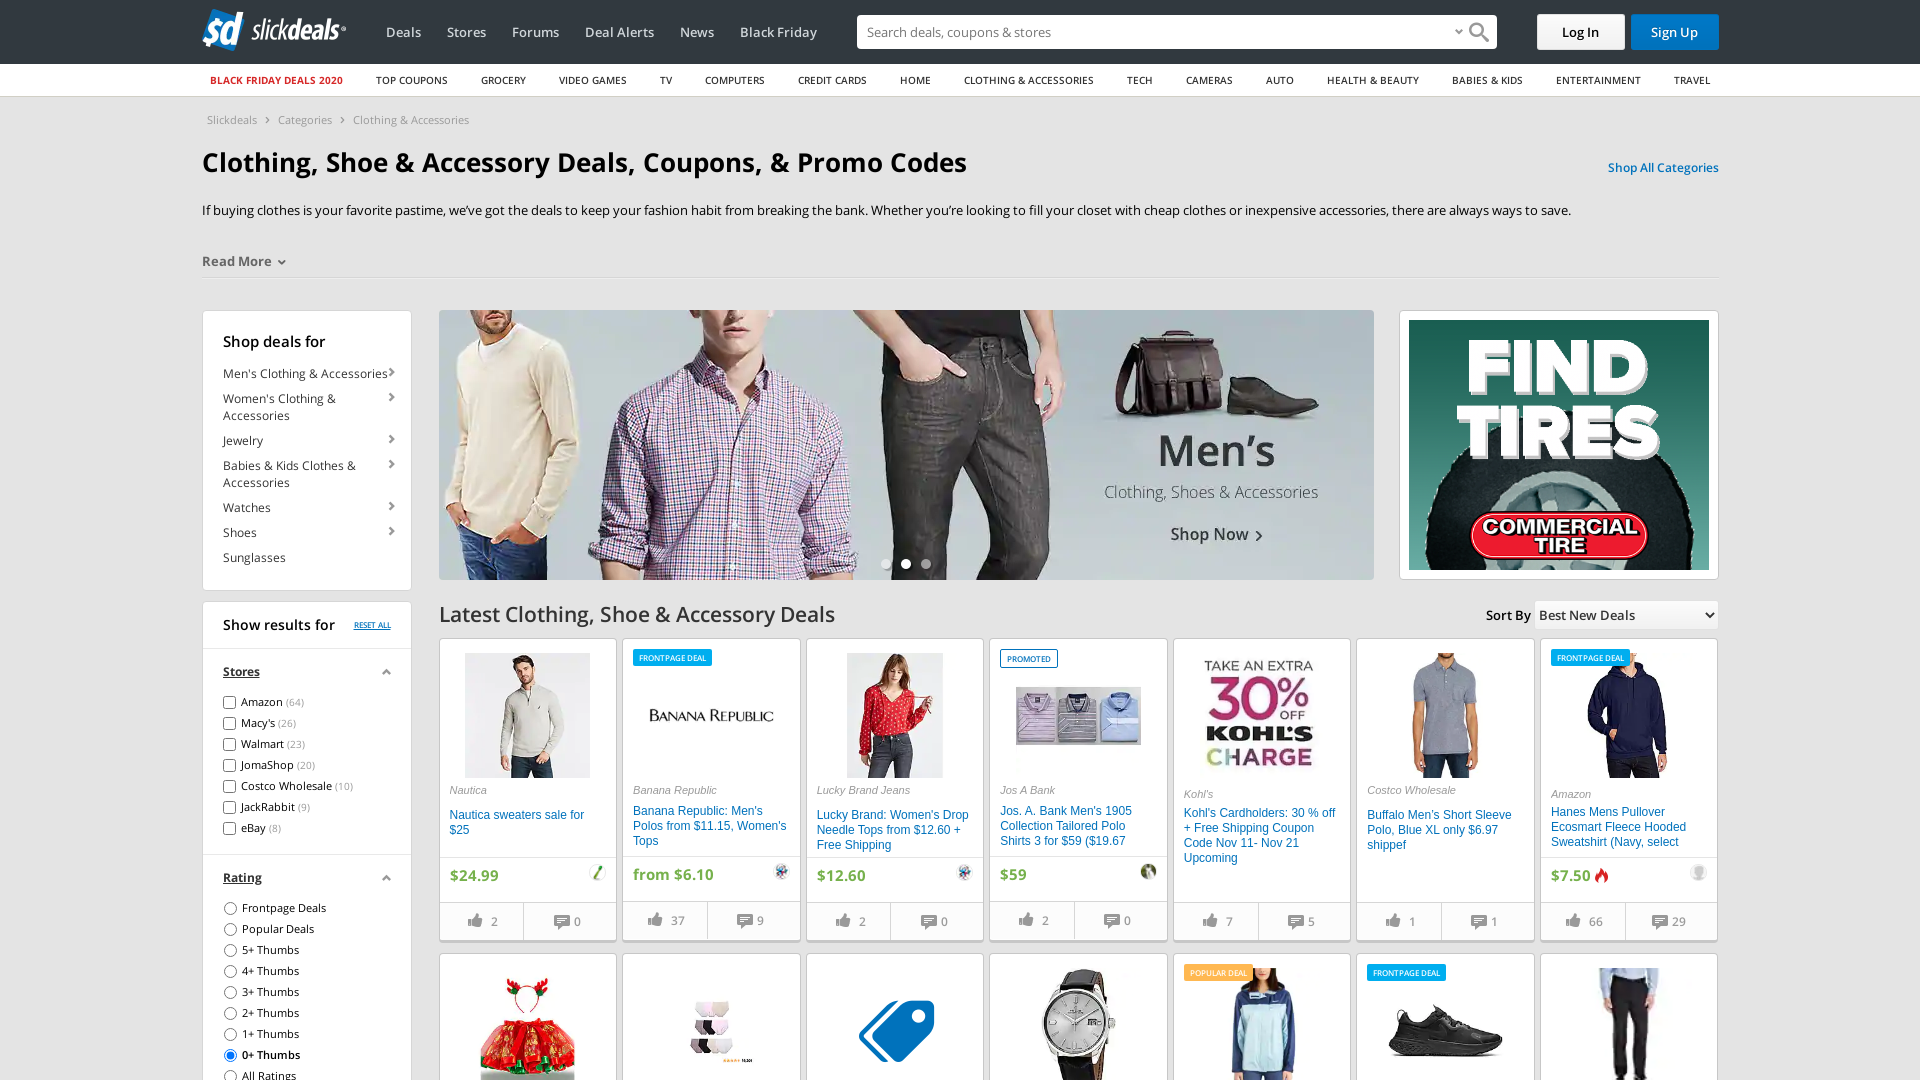 slickdeals
Deals
Stores
Forums
Deal Alerts
News
Black Friday
Search deals, coupons & stores
Log In
Sign Up
BLACK FRIDAY DEALS 2020
TOP COUPONS
GROCERY
VIDEO GAMES
TV
COMPUTERS
CREDIT CARDS
HOME
CLOTHING & ACCESSORIES
TECH
CAMERAS
AUTO
HEALTH & BEAUTY
BABIES & KIDS
ENTERTAINMENT
TRAVEL
Slickdeals
Categories
Clothing & Accessories
Clothing, Shoe & Accessory Deals, Coupons, & Promo Codes
Shop All Categories
If buying clothes is your favorite pastime, we’ve got the deals to keep your fashion habit from breaking the bank. Whether you’re looking to fill your closet with cheap clothes or inexpensive accessories, there are always ways to save.
Read More
Shop deals for
Men's Clothing & Accessories
Women's Clothing &
Accessories
Jewelry
Babies & Kids Clothes &
Accessories
Watches
Shoes
Sunglasses
Men’s
Clothing, Shoes & Accessories
Shop Now
FIND
TIRES
COMMERCIAL
TIRE
Show results for
RESET ALL
Stores
Amazon (64)
Macy's (26)
Walmart (23)
JomaShop (20)
Costco Wholesale (10)
JackRabbit (9)
eBay (8)
Rating
Frontpage Deals
Popular Deals
5+ Thumbs
4+ Thumbs
3+ Thumbs
2+ Thumbs
1+ Thumbs
0+ Thumbs
All Ratings
Latest Clothing, Shoe & Accessory Deals
Sort By
Best New Deals
Nautica
Nautica sweaters sale for
$25
$24.99
2
0
FRONTPAGE DEAL
BANANA REPUBLIC
Banana Republic
Banana Republic: Men's
Polos from $11.15, Women's
Tops
from $6.10
37
9
Lucky Brand Jeans
Lucky Brand: Women's Drop
Needle Tops from $12.60 +
Free Shipping
$12.60
2
0
PROMOTED
Jos A Bank
Jos. A. Bank Men's 1905
Collection Tailored Polo
Shirts 3 for $59 ($19.67
$59
2
0
TAKE AN EXTRA
30% OFF
KOHL'S
CHARGE
Kohl's
Kohl's Cardholders: 30 % off
+ Free Shipping Coupon
Code Nov 11- Nov 21
Upcoming
7
5
Costco Wholesale
Buffalo Men’s Short Sleeve
Polo, Blue XL only $6.97
shippef
1
1
FRONTPAGE DEAL
Amazon
Hanes Mens Pullover
Ecosmart Fleece Hooded
Sweatshirt (Navy, select
$7.50
66
29
POPULAR DEAL
FRONTPAGE DEAL